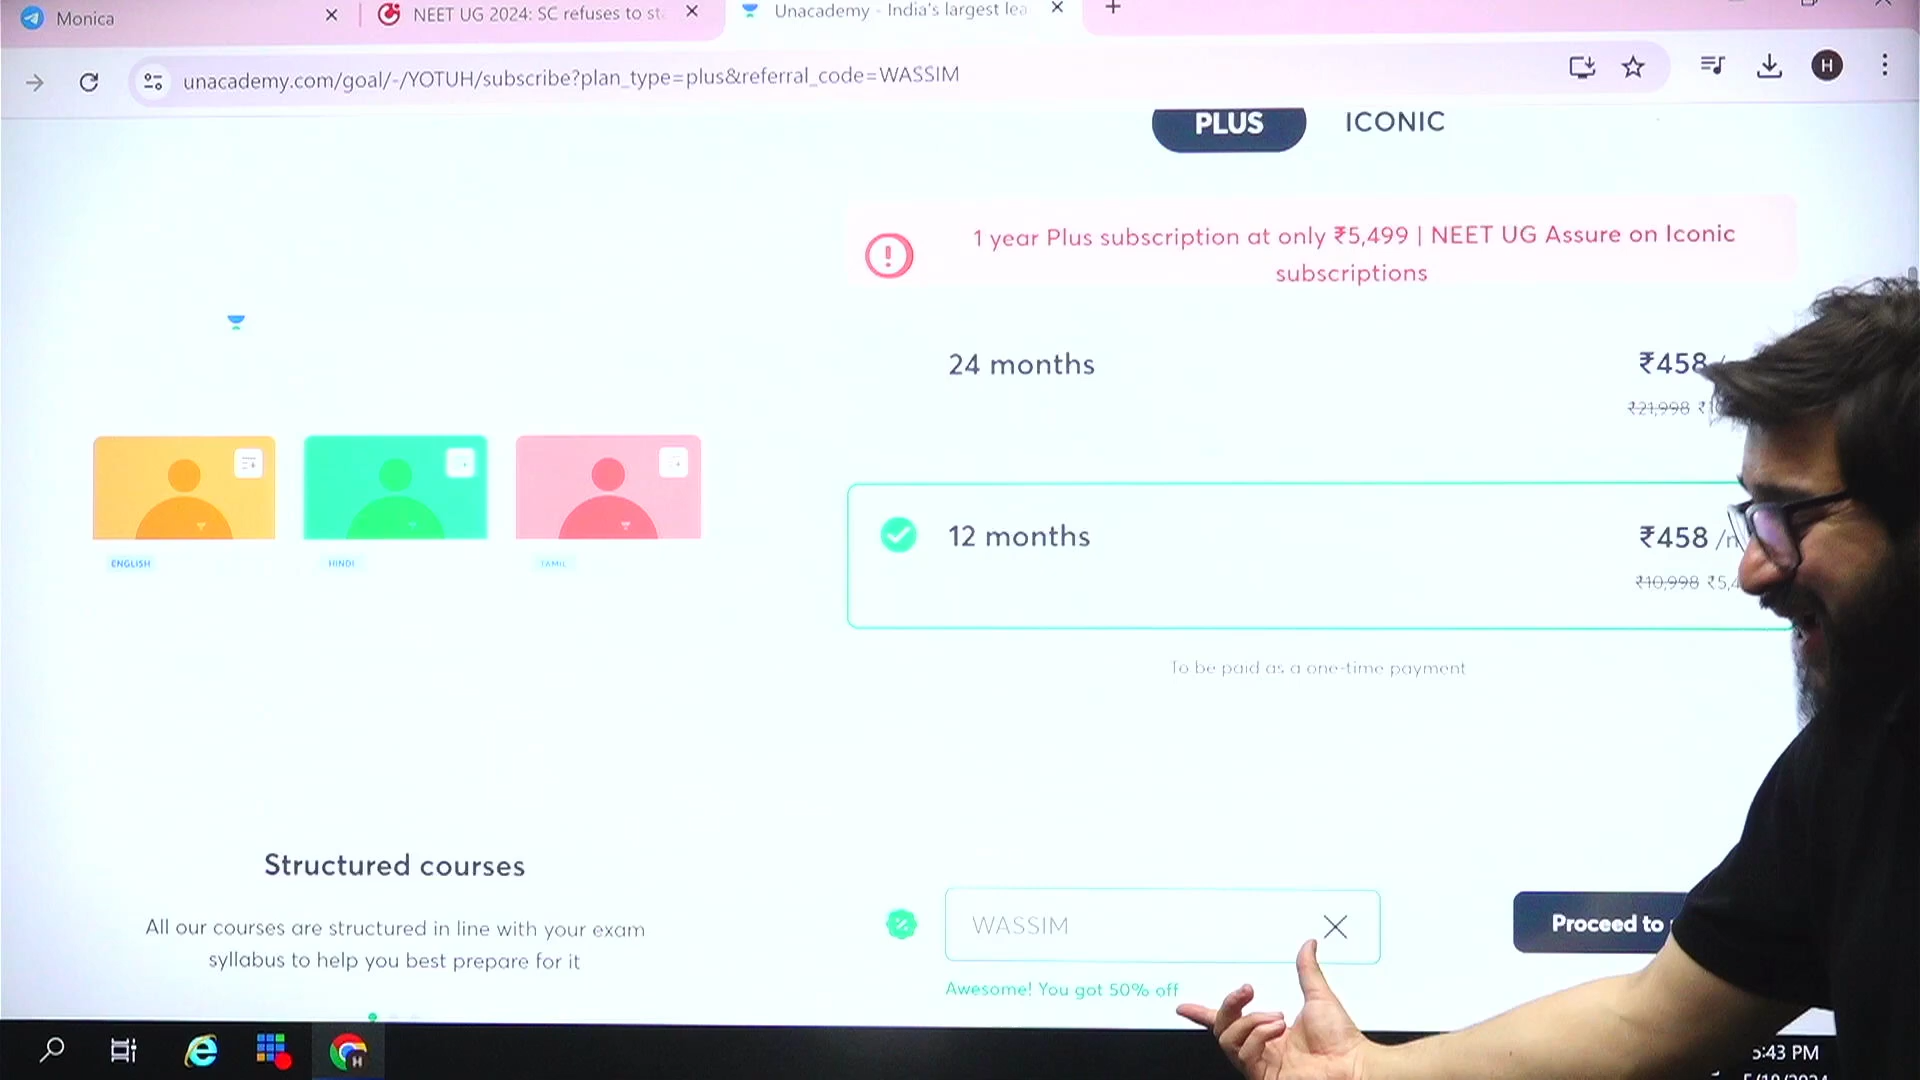 Monica
NEET UG 2024: SC refuses to st
Unacademy - India's largest lea
unacademy.com/goal/-/YOTUH/subscribe?plan_type=plus&referral_code=WASSIM
H
PLUS
ICONIC
1 year Plus subscription at only ₹5,499 | NEET UG Assure on Iconic
subscriptions
24 months
₹458
₹21,998
12 months
₹458
₹10,998
To be paid as a one-time payment
ENGLISH
HINDI
TAMIL
Structured courses
All our courses are structured in line with your exam
syllabus to help you best prepare for it
WASSIM
Proceed to
Awesome! You got 50% off
H
5:43 PM